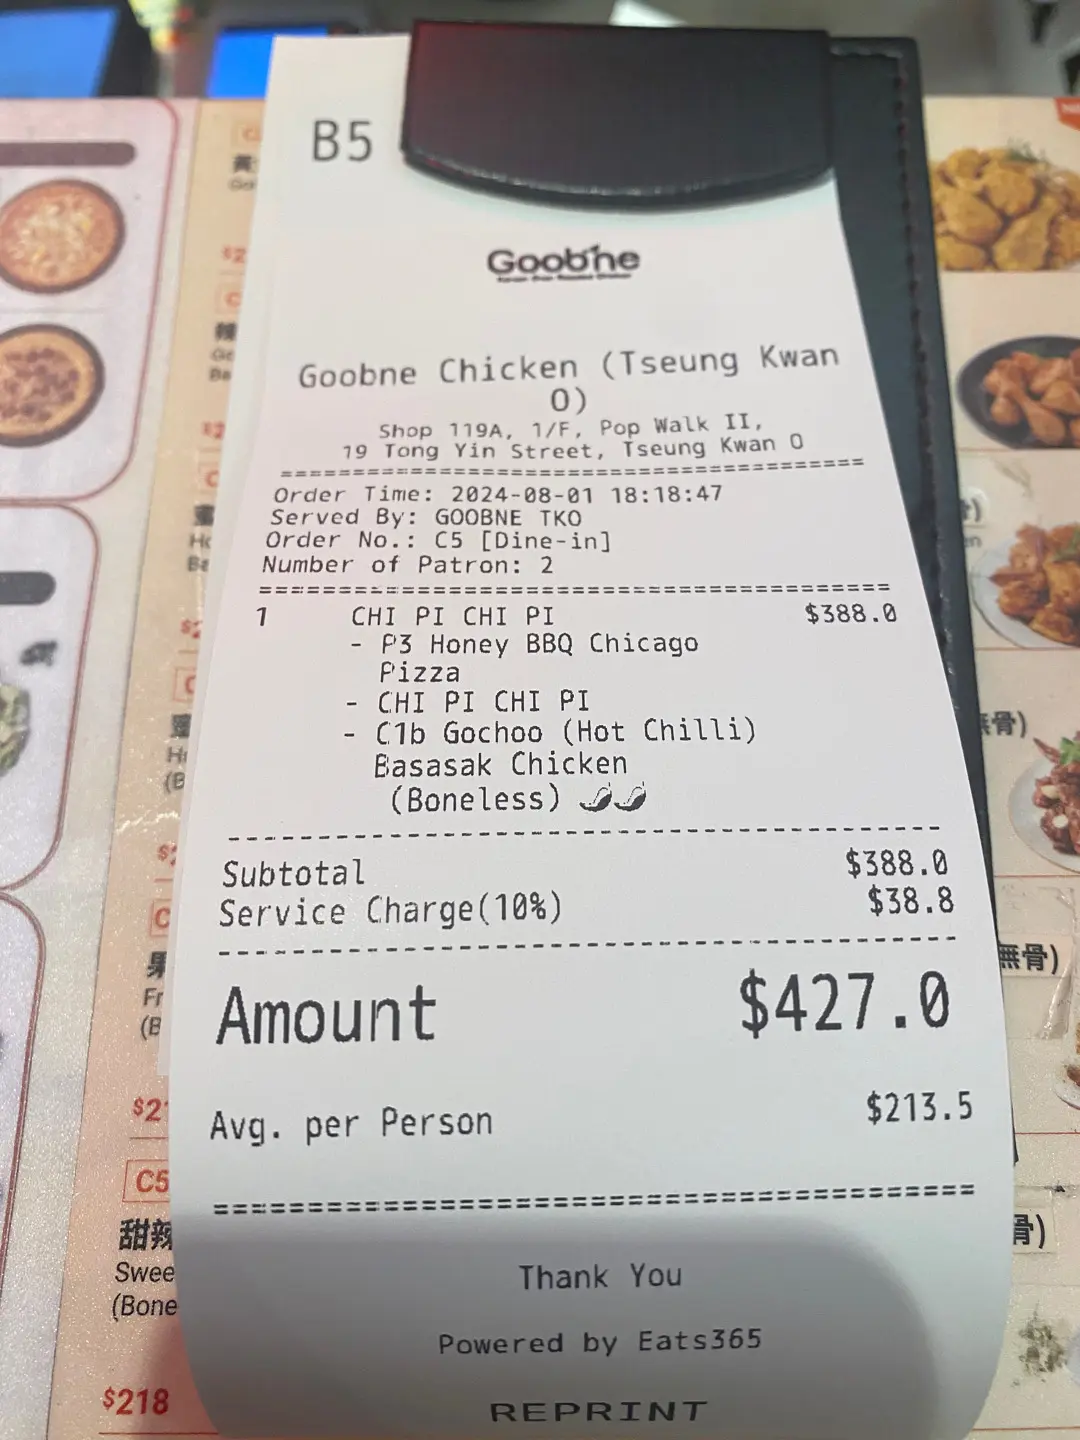 B5
Goobne
Goobne Chicken (Tseung Kwan
O)
Shop 119A, 1/F, Pop Walk II,
19 Tong Yin Street, Tseung Kwan O
========================================
Order Time: 2024-08-01 18:18:47
Served By: GOOBNE TKO
Order No.: C5 [Dine-in]
Number of Patron: 2
========================================
1 CHI PI CHI PI $388.0
- P3 Honey BBQ Chicago
Pizza
- CHI PI CHI PI
- C1b Gochoo (Hot Chilli)
Basasak Chicken
(Boneless) 🌶🌶
----------------------------------------
Subtotal $388.0
Service Charge(10%) $38.8
----------------------------------------
Amount $427.0
Avg. per Person $213.5
========================================
Thank You
Powered by Eats365
REPRINT
C5
甜辣
Swee
(Bone
$218
無骨)
骨)